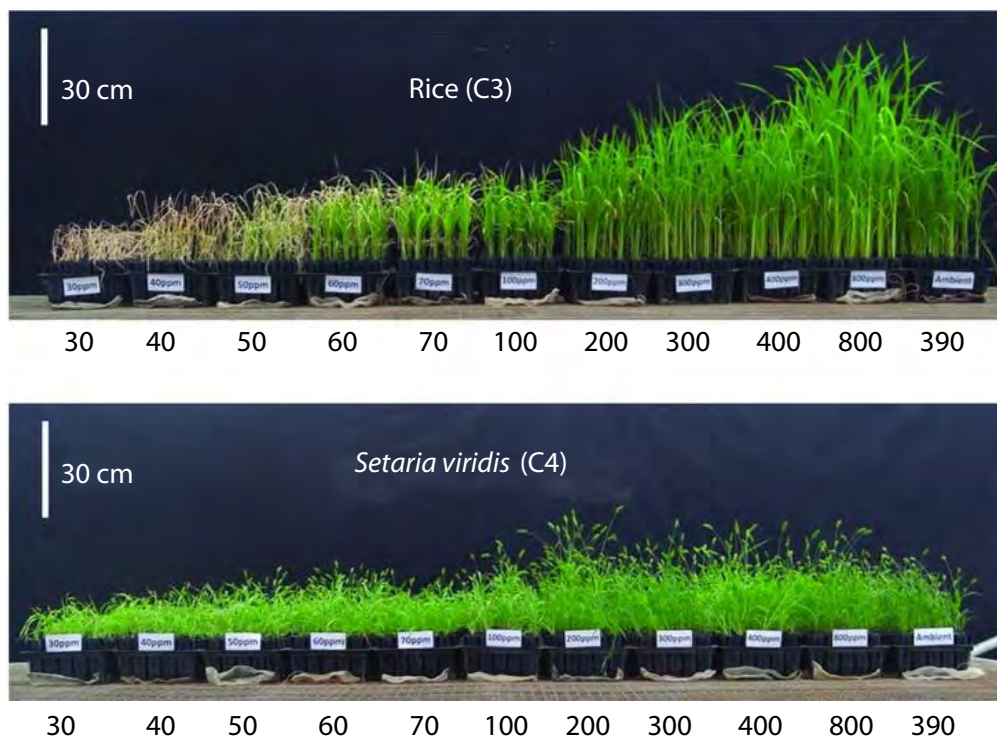 30 cm
Rice (C3)
30ppm 40ppm 50ppm 60ppm 70ppm 100ppm 200ppm 300ppm 400ppm 800ppm Ambient
30 40 50 60 70 100 200 300 400 800 390
30 cm
Setaria viridis (C4)
30ppm 40ppm 50ppm 60ppm 70ppm 100ppm 200ppm 300ppm 400ppm 800ppm Ambient
30 40 50 60 70 100 200 300 400 800 390